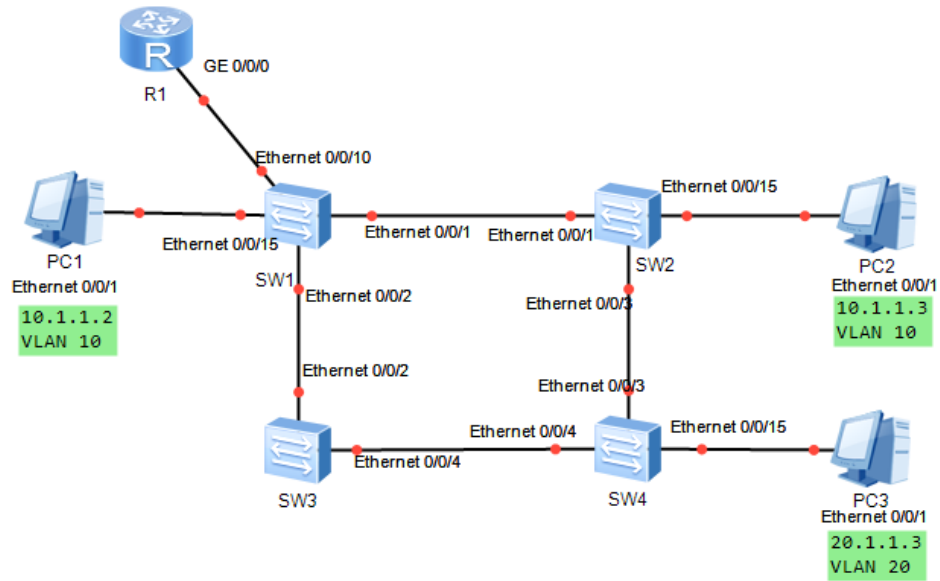 GE 0/0/0
R
R1
Ethernet 0/0/10
Ethernet 0/0/15
Ethernet 0/0/15
Ethernet 0/0/1
Ethernet 0/0/1
PC1
SW1
SW2
PC2
Ethernet 0/0/1
Ethernet 0/0/1
10.1.1.2
VLAN 10
Ethernet 0/0/2
Ethernet 0/0/3
10.1.1.3
VLAN 10
Ethernet 0/0/2
Ethernet 0/0/3
Ethernet 0/0/4
Ethernet 0/0/15
Ethernet 0/0/4
SW3
SW4
PC3
Ethernet 0/0/1
20.1.1.3
VLAN 20